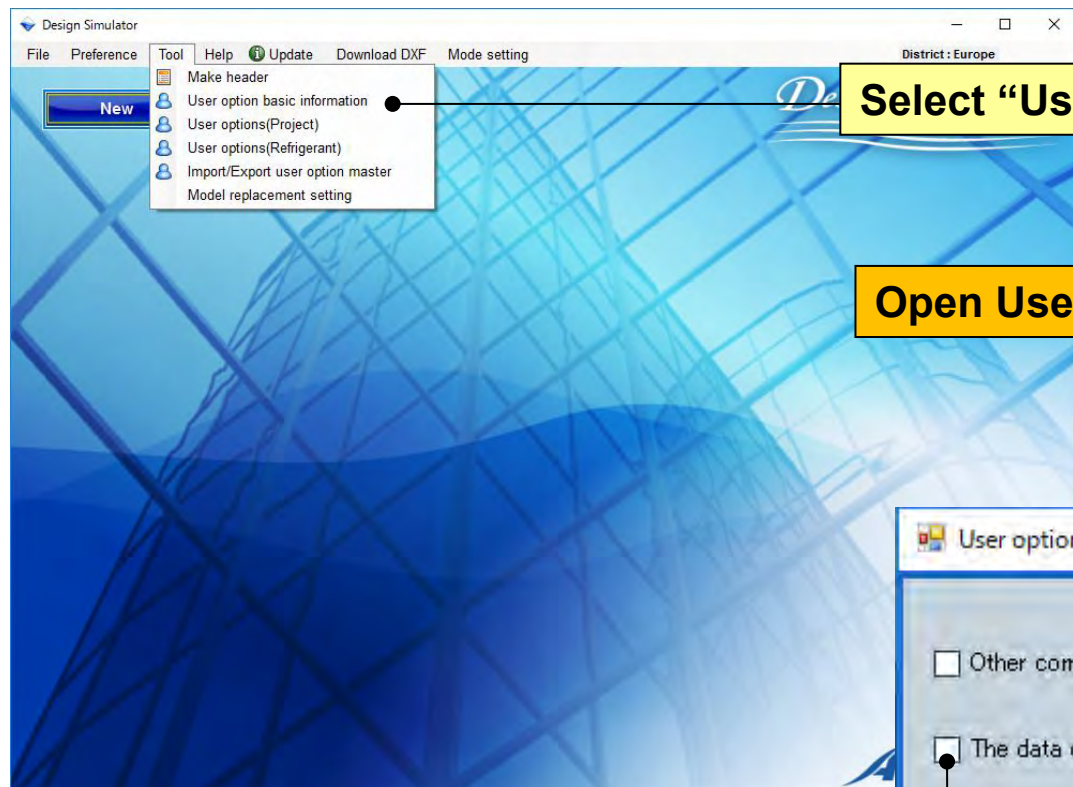 Design Simulator
File Preference Tool Help Update Download DXF Mode setting District : Europe
Make header
New
User option basic information
User options(Project)
User options(Refrigerant)
Import/Export user option master
Model replacement setting
De
Select “Us
Open Use
User option
Other com
The data
A